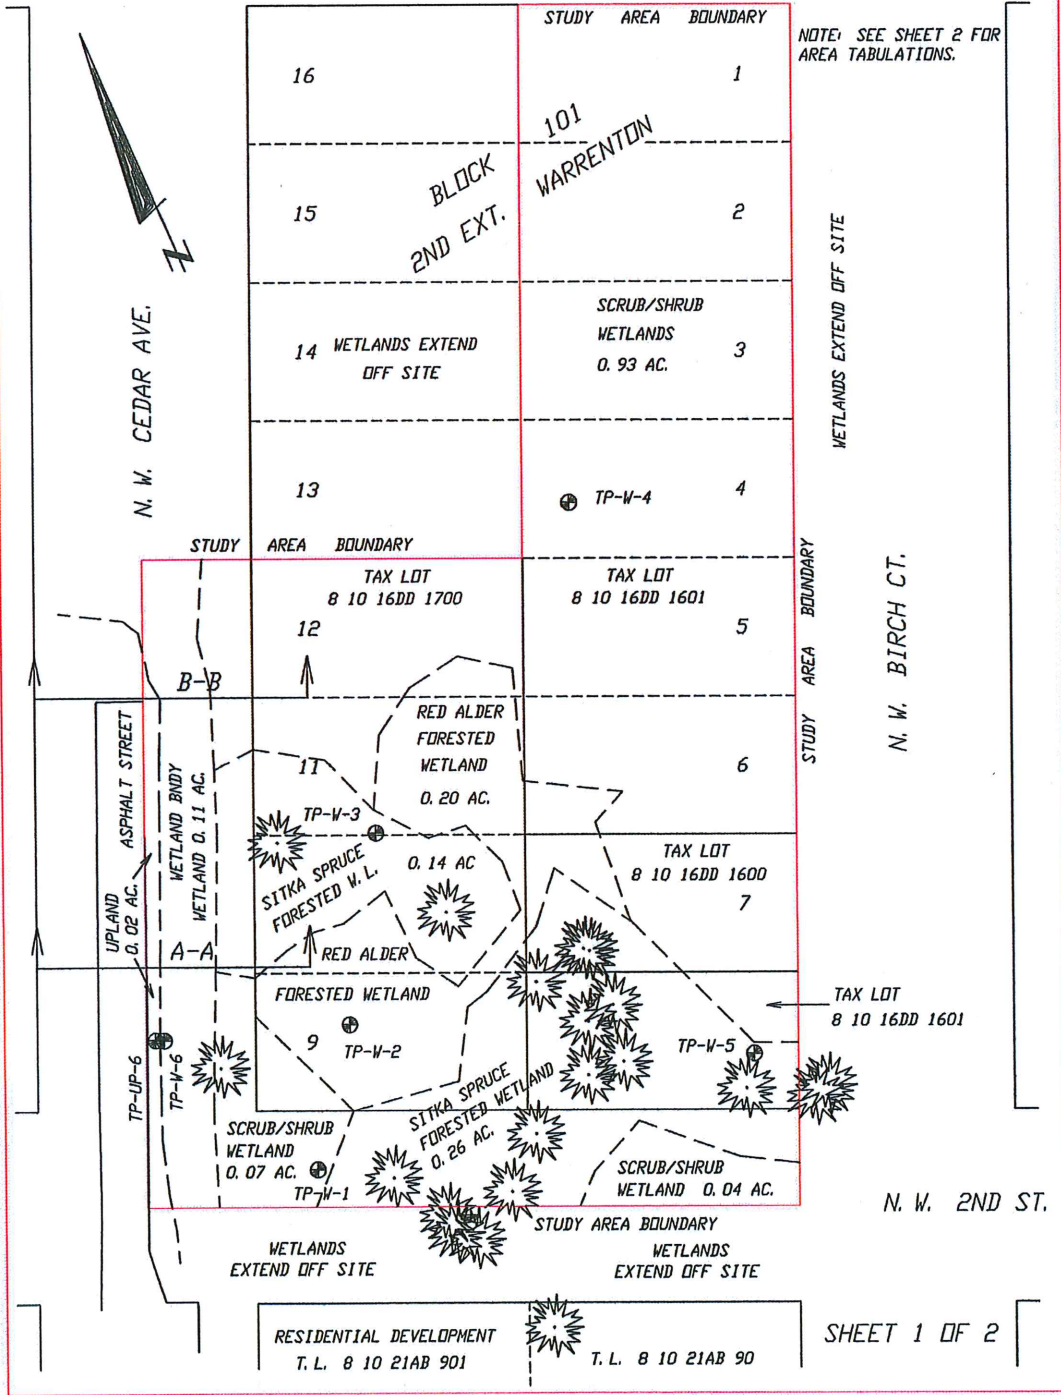 STUDY AREA BOUNDARY
NOTE: SEE SHEET 2 FOR
AREA TABULATIONS.
16
1
101
BLOCK
WARRENTON
2ND EXT.
15
2
N
N. W. CEDAR AVE.
WETLANDS EXTEND OFF SITE
SCRUB/SHRUB
WETLANDS
0.93 AC.
3
14
WETLANDS EXTEND
OFF SITE
13
TP-W-4
4
STUDY AREA BOUNDARY
TAX LOT
8 10 16DD 1700
TAX LOT
8 10 16DD 1601
12
5
STUDY AREA BOUNDARY
N. W. BIRCH CT.
B-B
RED ALDER
FORESTED
WETLAND
0.20 AC.
11
6
ASPHALT STREET
WETLAND BNDY
WETLAND 0.11 AC.
UPLAND
0.02 AC.
TP-W-3
SITKA SPRUCE
FORESTED W.L.
0.14 AC
TAX LOT
8 10 16DD 1600
7
A-A
RED ALDER
FORESTED WETLAND
TAX LOT
8 10 16DD 1601
9
TP-W-2
TP-W-5
TP-UP-6
TP-W-6
SITKA SPRUCE
FORESTED WETLAND
0.26 AC.
SCRUB/SHRUB
WETLAND
0.07 AC.
TP-W-1
SCRUB/SHRUB
WETLAND 0.04 AC.
N. W. 2ND ST.
STUDY AREA BOUNDARY
WETLANDS
EXTEND OFF SITE
WETLANDS
EXTEND OFF SITE
RESIDENTIAL DEVELOPMENT
T.L. 8 10 21AB 901
T.L. 8 10 21AB 90
SHEET 1 OF 2